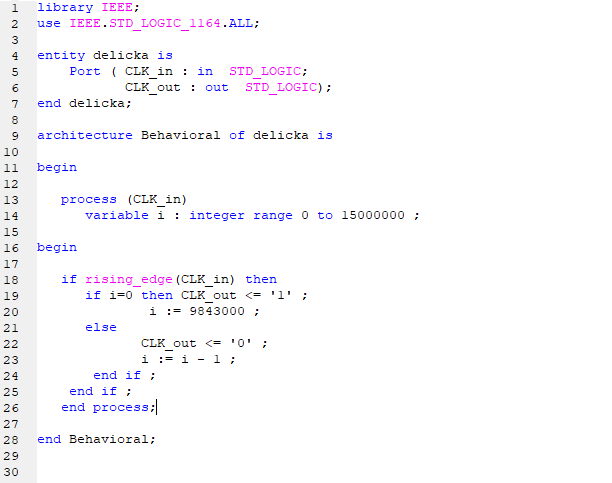 1 library IEEE;
2 use IEEE.STD_LOGIC_1164.ALL;
3
4 entity delicka is
5     Port ( CLK_in : in  STD_LOGIC;
6            CLK_out : out  STD_LOGIC);
7 end delicka;
8
9 architecture Behavioral of delicka is
10
11 begin
12
13    process (CLK_in)
14       variable i : integer range 0 to 15000000 ;
15
16 begin
17
18    if rising_edge(CLK_in) then
19       if i=0 then CLK_out <= '1' ;
20               i := 9843000 ;
21       else
22              CLK_out <= '0' ;
23              i := i - 1 ;
24        end if ;
25     end if ;
26    end process;
27
28 end Behavioral;
29
30